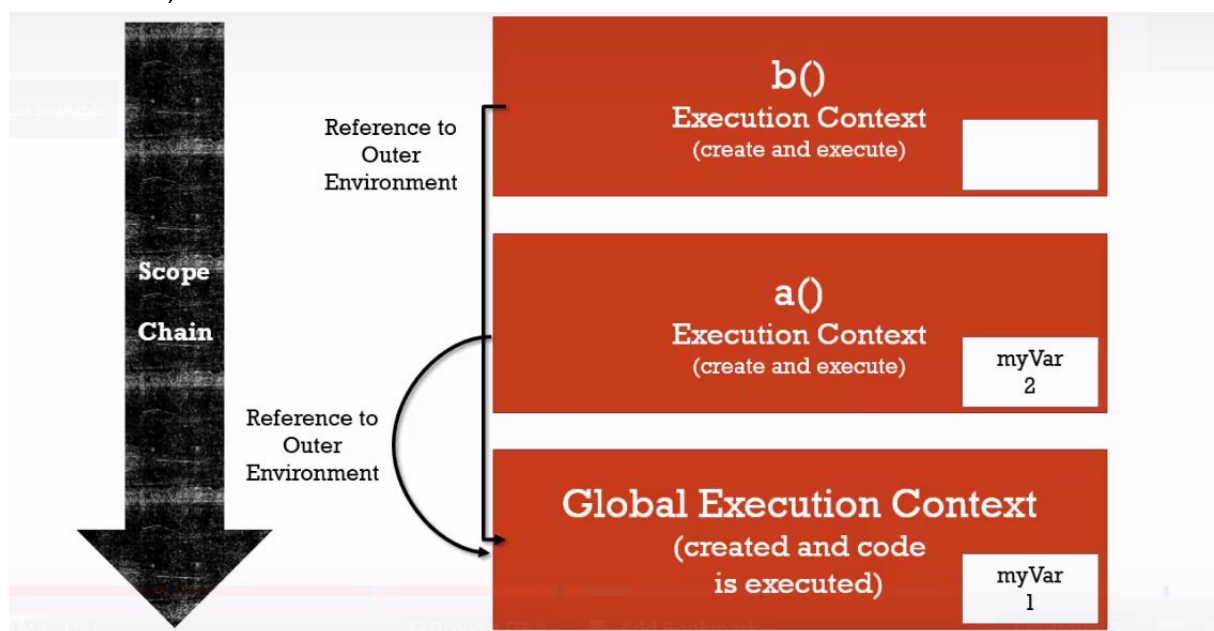 b()
Execution Context
(create and execute)
Reference to
Outer
Environment
Scope
Chain
a()
Execution Context
(create and execute)
myVar
2
Reference to
Outer
Environment
Global Execution Context
(created and code
is executed)
myVar
1